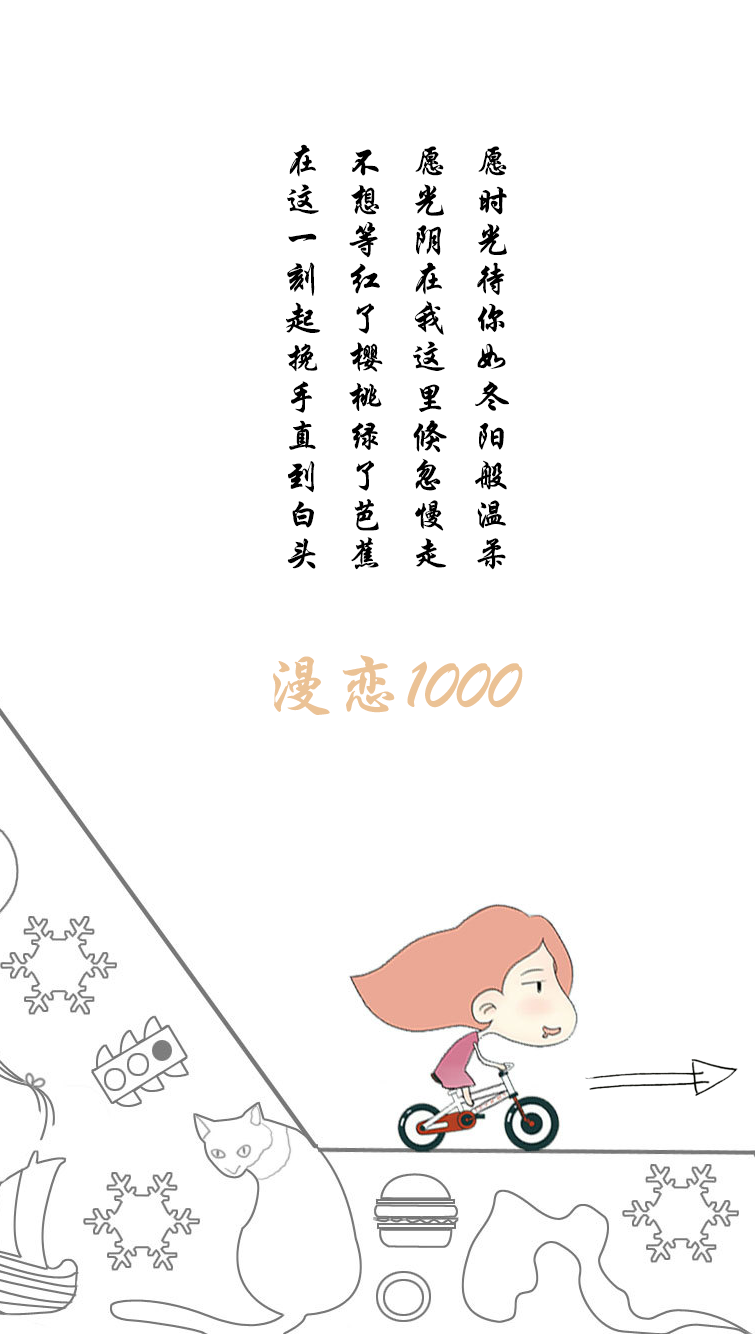 愿时光待你如冬阳般温柔
愿光阴在我这里倏忽慢走
不想等红了樱桃绿了芭蕉
在这一刻起挽手直到白头
漫恋1000